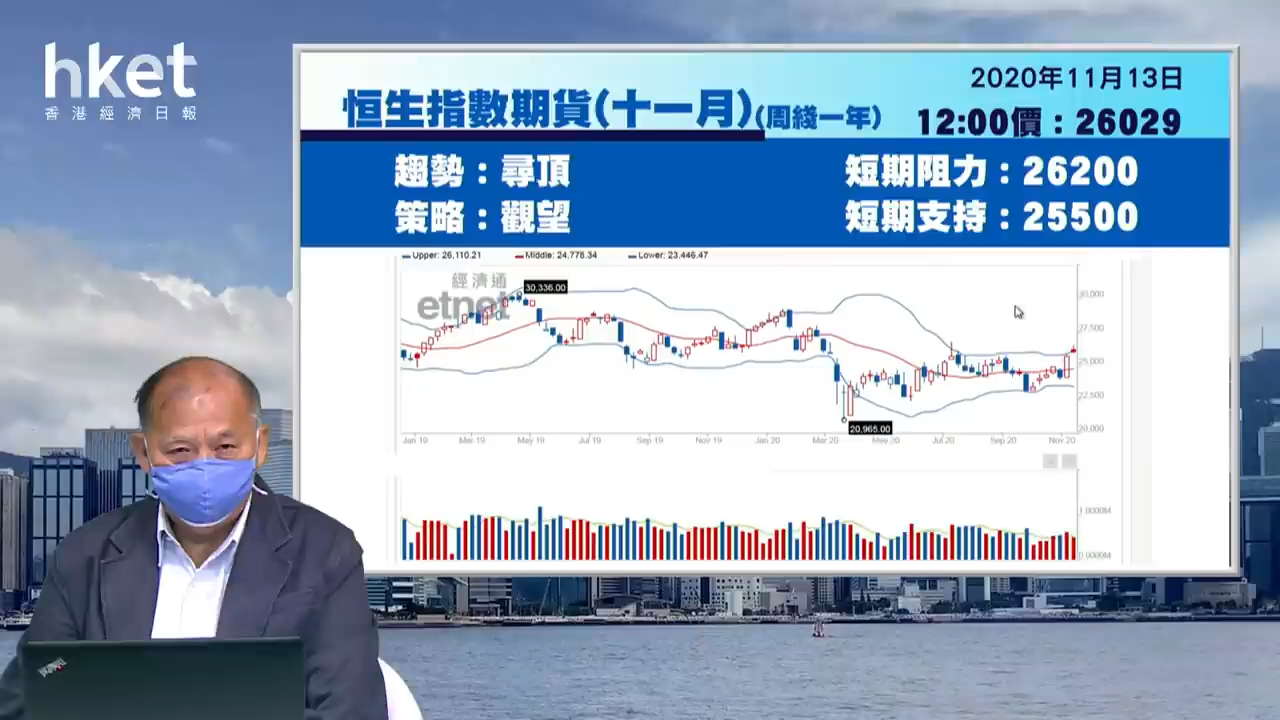 hket
香港經濟日報
2020年11月13日
恒生指數期貨(十一月)(周綫一年)
12:00價：26029
趨勢：尋頂
短期阻力：26200
策略：觀望
短期支持：25500
Upper: 26,110.21 Middle: 24,778.34 Lower: 23,446.47
經濟通
etnet
30,336.00
30,000
27,500
25,000
22,500
20,000
20,965.00
Jan 19 Mar 19 May 19 Jul 19 Sep 19 Nov 19 Jan 20 Mar 20 May 20 Jul 20 Sep 20 Nov 20
1.0000M
0.0000M